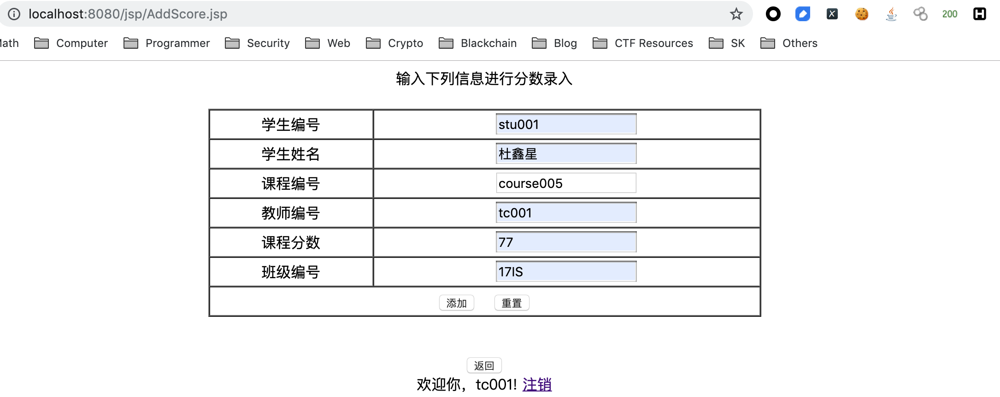 localhost:8080/jsp/AddScore.jsp 200
Computer Programmer Security Web Crypto Blackchain Blog CTF Resources SK Others
输入下列信息进行分数录入
学生编号 stu001
学生姓名 杜鑫星
课程编号 course005
教师编号 tc001
课程分数 77
班级编号 17IS
添加 重置
返回
欢迎你，tc001! 注销